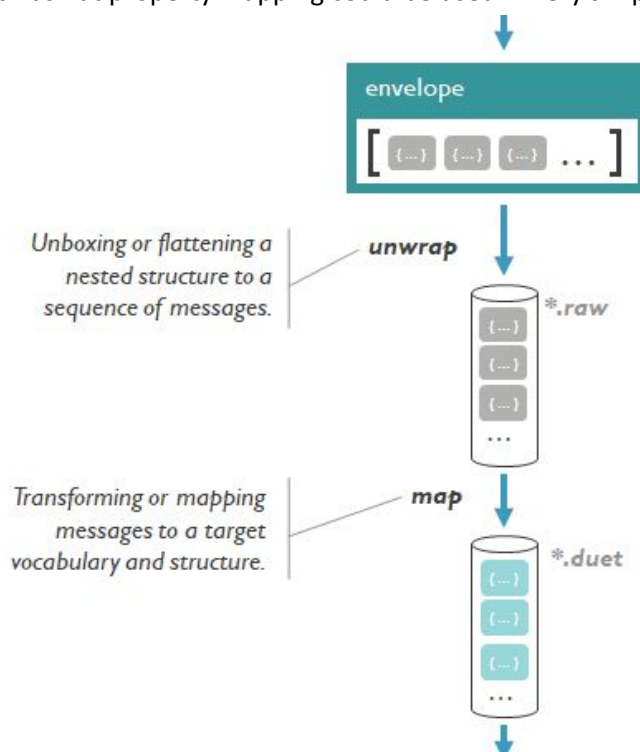 envelope
[ {...} {...} {...} ... ]
Unboxing or flattening a
nested structure to a
sequence of messages.
unwrap
*.raw
{...}
{...}
{...}
...
Transforming or mapping
messages to a target
vocabulary and structure.
map
*.duet
{...}
{...}
{...}
...